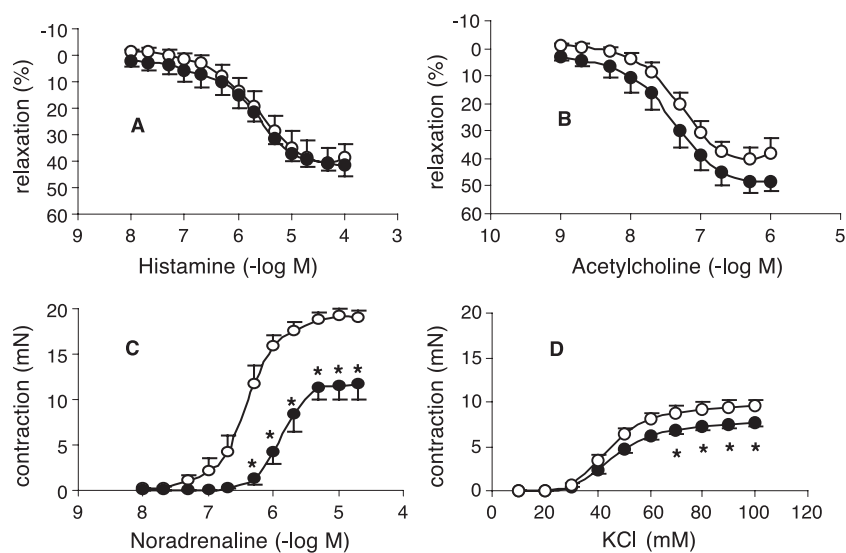 -10
0
10
20
30
40
50
60
relaxation (%)
A
9 8 7 6 5 4 3
Histamine (-log M)
-10
0
10
20
30
40
50
60
relaxation (%)
B
10 9 8 7 6 5
Acetylcholine (-log M)
20
15
10
5
0
contraction (mN)
C
* * * * * *
9 8 7 6 5 4
Noradrenaline (-log M)
20
15
10
5
0
contraction (mN)
D
* * * *
0 20 40 60 80 100 120
KCl (mM)